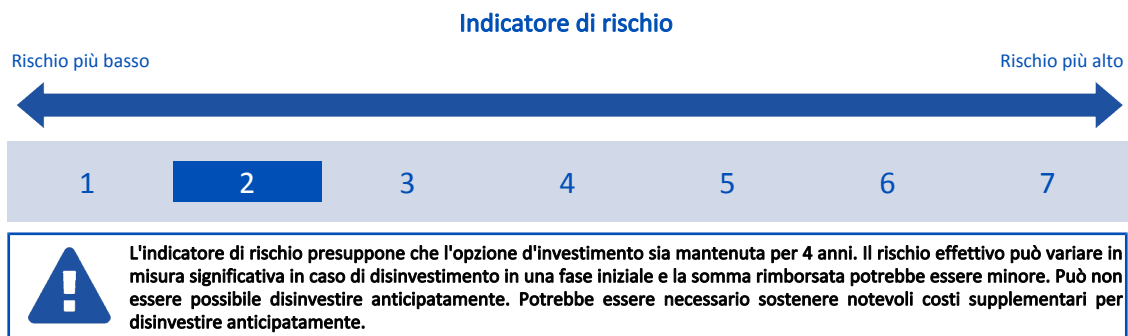 Indicatore di rischio
Rischio più basso
Rischio più alto
1 2 3 4 5 6 7
L'indicatore di rischio presuppone che l'opzione d'investimento sia mantenuta per 4 anni. Il rischio effettivo può variare in
misura significativa in caso di disinvestimento in una fase iniziale e la somma rimborsata potrebbe essere minore. Può non
essere possibile disinvestire anticipatamente. Potrebbe essere necessario sostenere notevoli costi supplementari per
disinvestire anticipatamente.